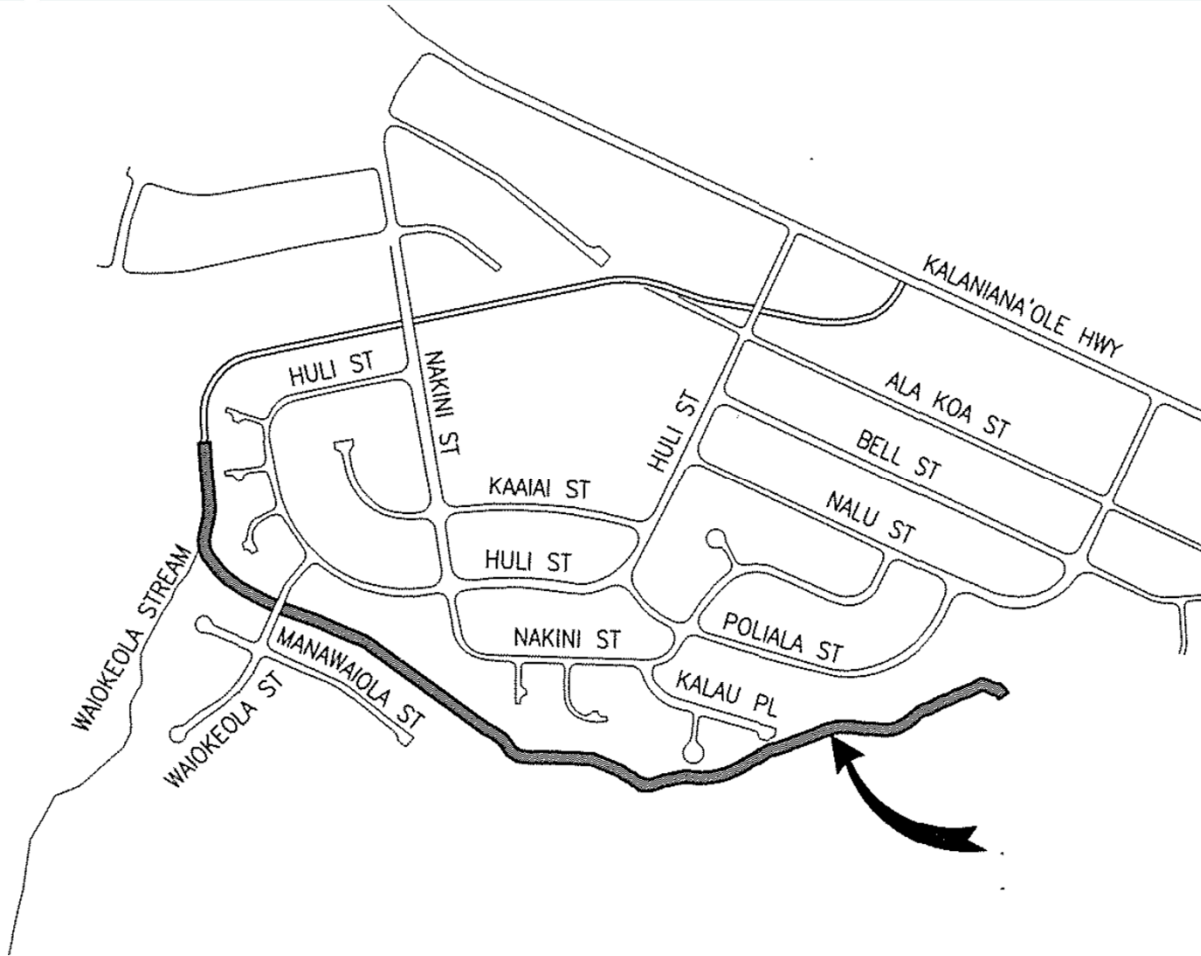 KALANIANA'OLE HWY
HULI ST
NAKINI ST
HULI ST
ALA KOA ST
BELL ST
KAAIAI ST
NALU ST
HULI ST
WAIOKEOLA STREAM
MANAWAIOLA ST
NAKINI ST
POLIALA ST
KALAU PL
WAIOKEOLA ST